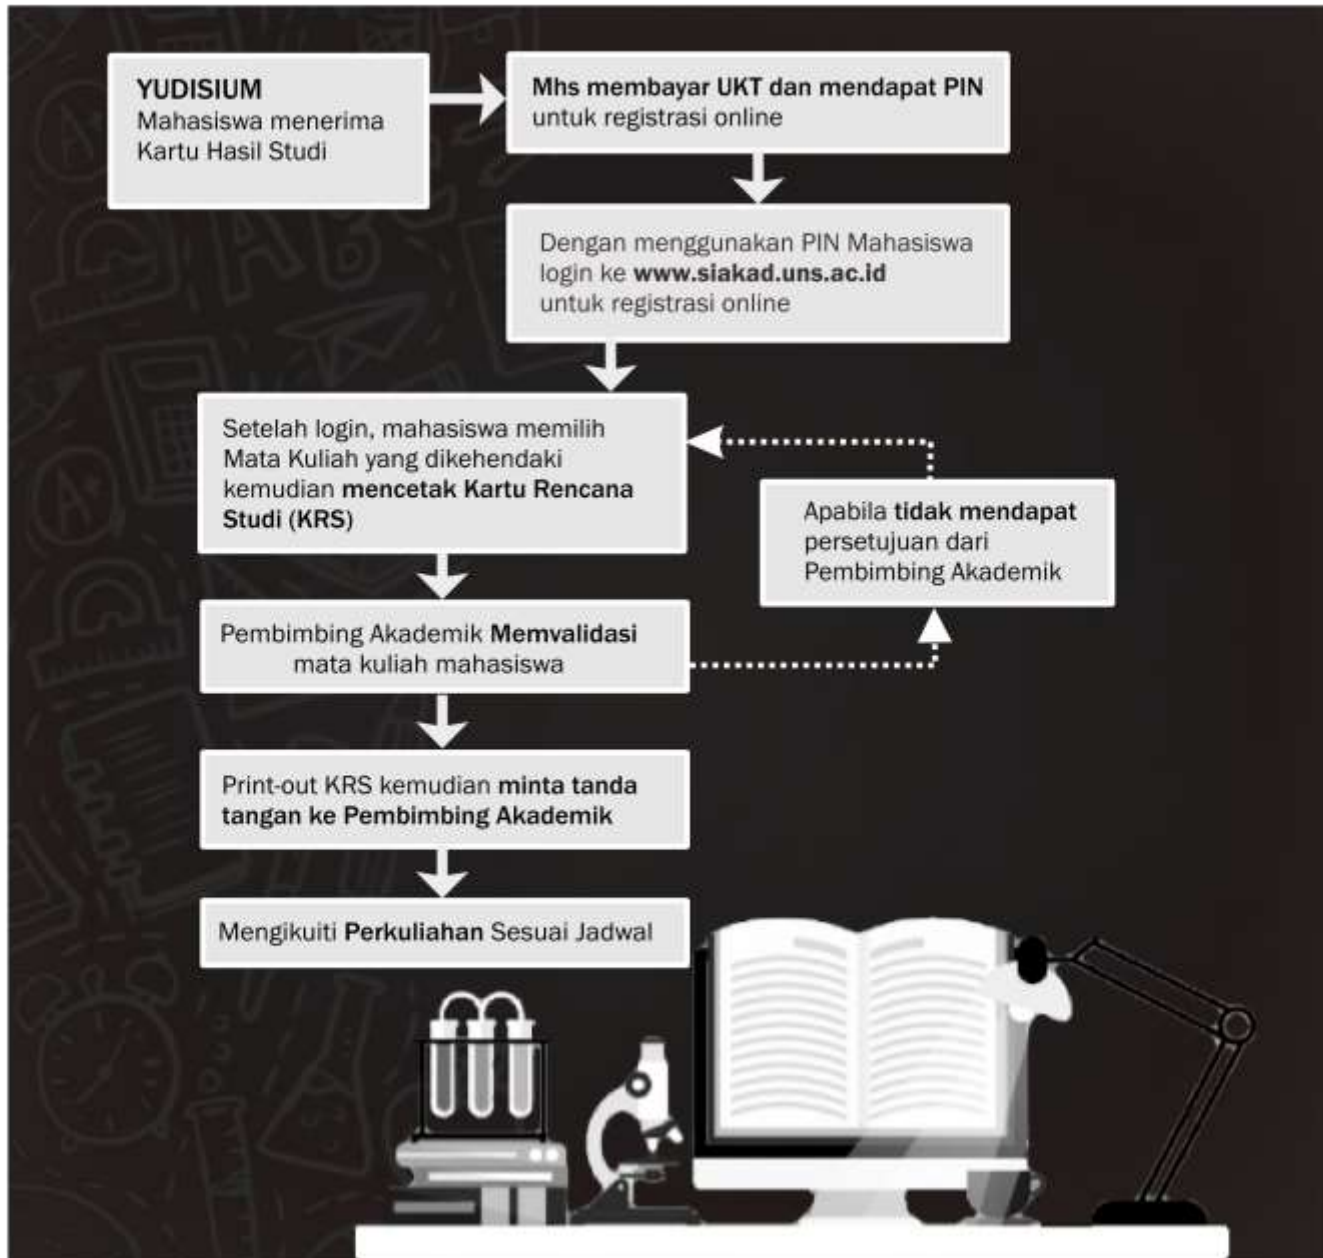 YUDISIUM
Mahasiswa menerima
Kartu Hasil Studi
Mhs membayar UKT dan mendapat PIN
untuk registrasi online
Dengan menggunakan PIN Mahasiswa
login ke www.siakad.uns.ac.id
untuk registrasi online
Setelah login, mahasiswa memilih
Mata Kuliah yang dikehendaki
kemudian mencetak Kartu Rencana
Studi (KRS)
Apabila tidak mendapat
persetujuan dari
Pembimbing Akademik
Pembimbing Akademik Memvalidasi
mata kuliah mahasiswa
Print-out KRS kemudian minta tanda
tangan ke Pembimbing Akademik
Mengikuiti Perkuliahan Sesuai Jadwal